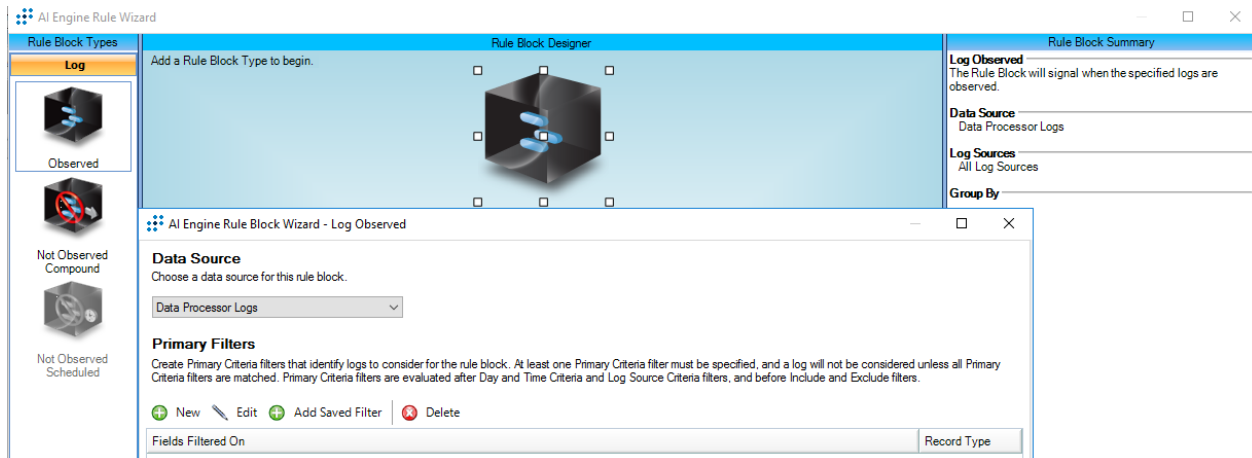 AI Engine Rule Wizard
Rule Block Types
Log
Observed
Not Observed
Compound
Not Observed
Scheduled
Rule Block Designer
Add a Rule Block Type to begin.
Rule Block Summary
Log Observed
The Rule Block will signal when the specified logs are
observed.
Data Source
Data Processor Logs
Log Sources
All Log Sources
Group By
AI Engine Rule Block Wizard - Log Observed
Data Source
Choose a data source for this rule block.
Data Processor Logs
Primary Filters
Create Primary Criteria filters that identify logs to consider for the rule block. At least one Primary Criteria filter must be specified, and a log will not be considered unless all Primary
Criteria filters are matched. Primary Criteria filters are evaluated after Day and Time Criteria and Log Source Criteria filters, and before Include and Exclude filters.
New Edit Add Saved Filter Delete
Fields Filtered On Record Type